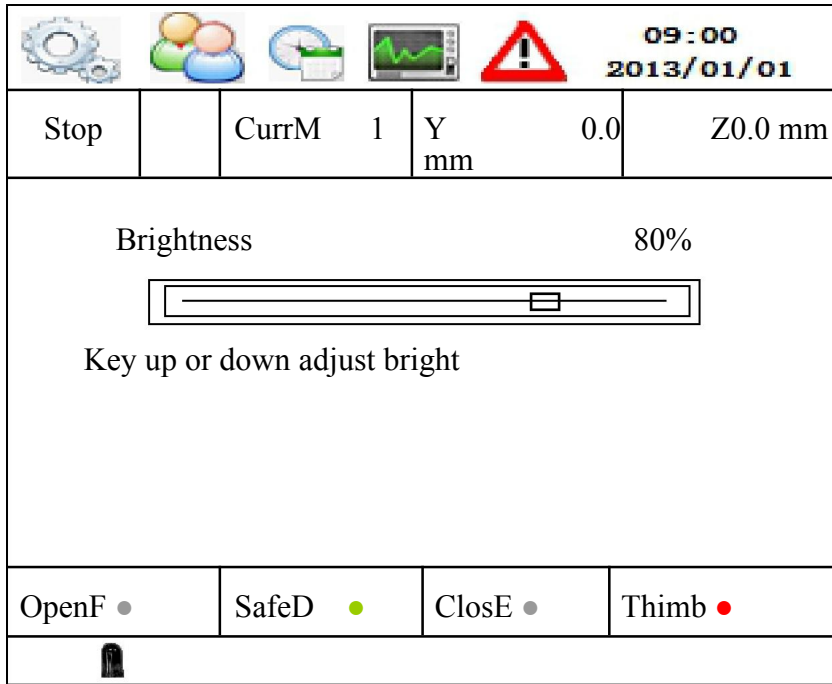 09:00
2013/01/01
Stop CurrM 1 Y 0.0 Z0.0 mm
mm
Brightness 80%
Key up or down adjust bright
OpenF SafeD ClosE Thimb